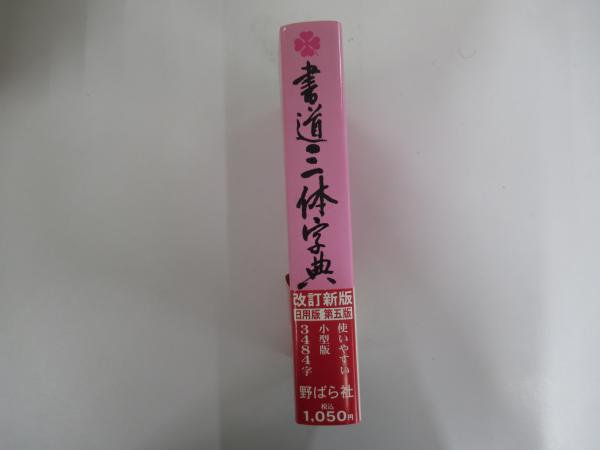 書道三体字典
改訂新版
日用版 第五版
使いやすい
小型版
3484字
野ばら社
税込
1,050円